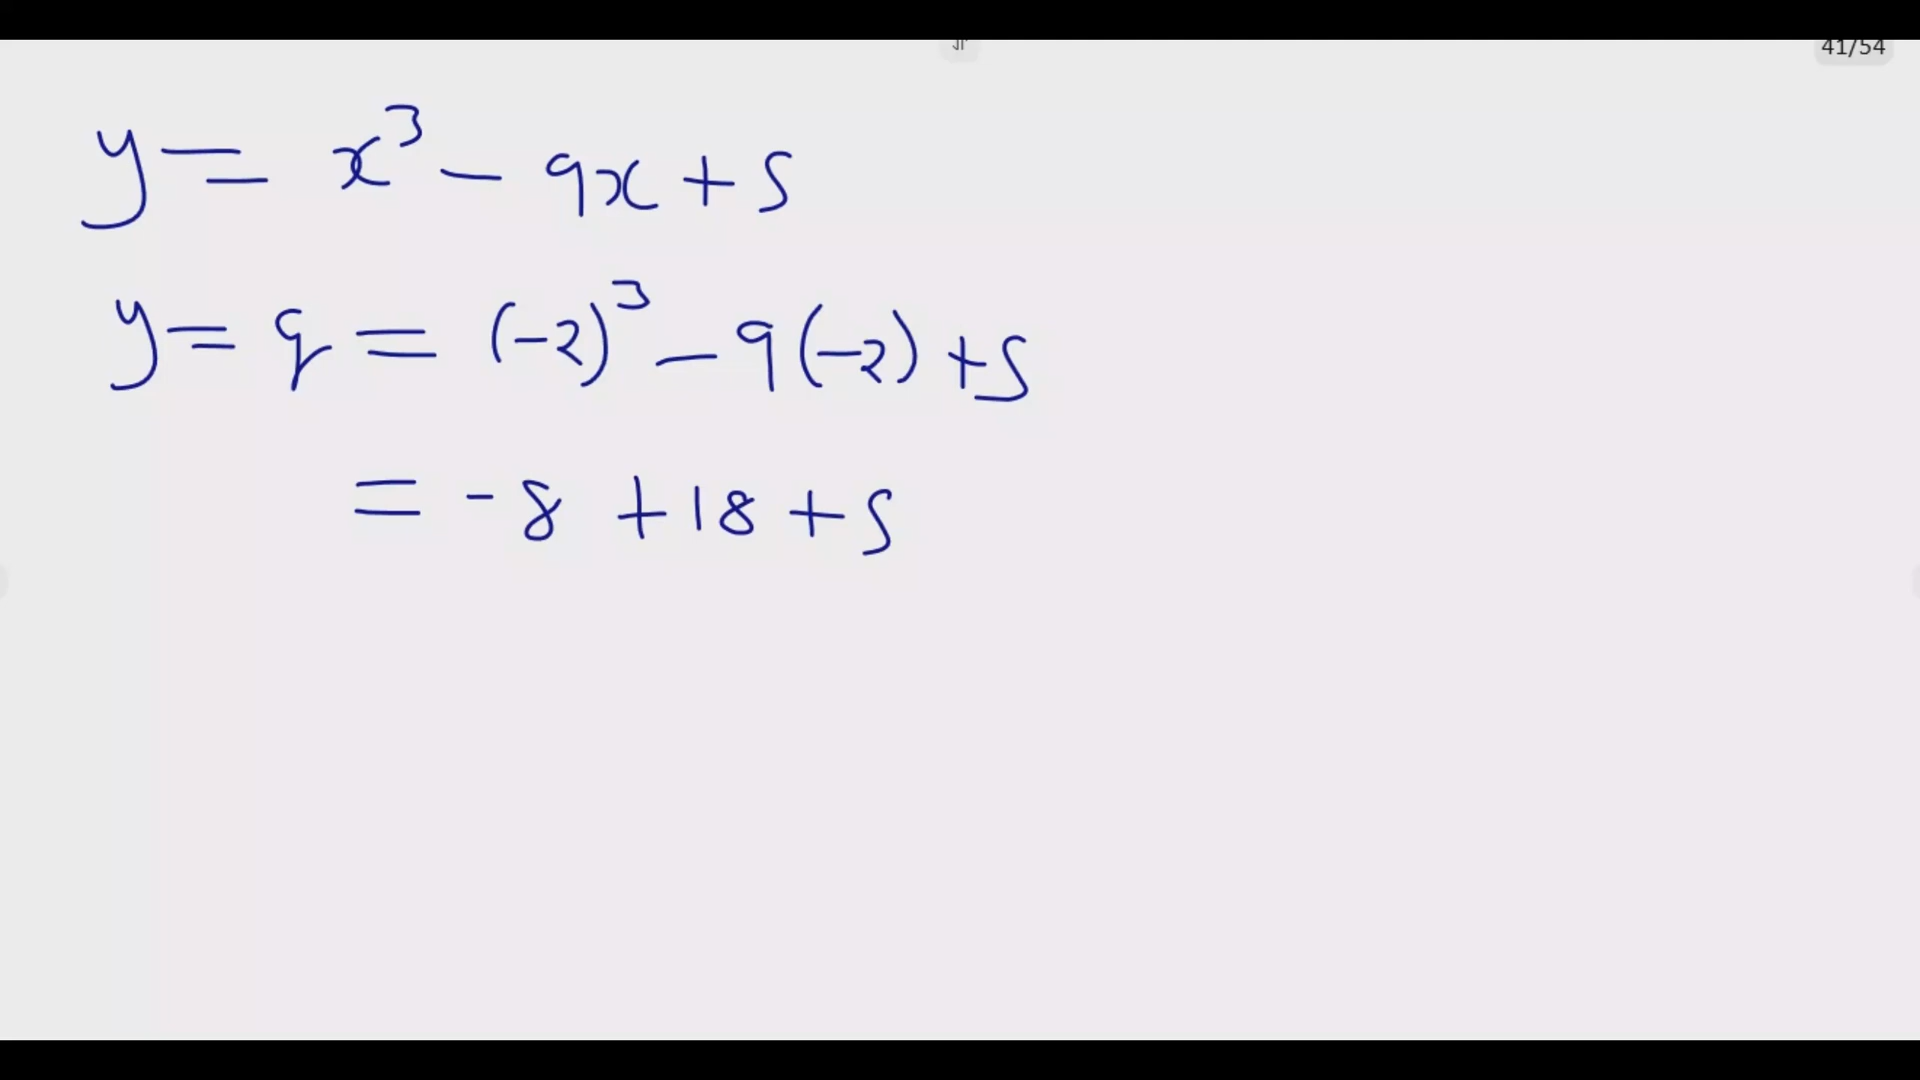 41/54
y = x³ - 9x + 5
y = q = (-2)³ - 9(-2) + 5
= -8 + 18 + 5